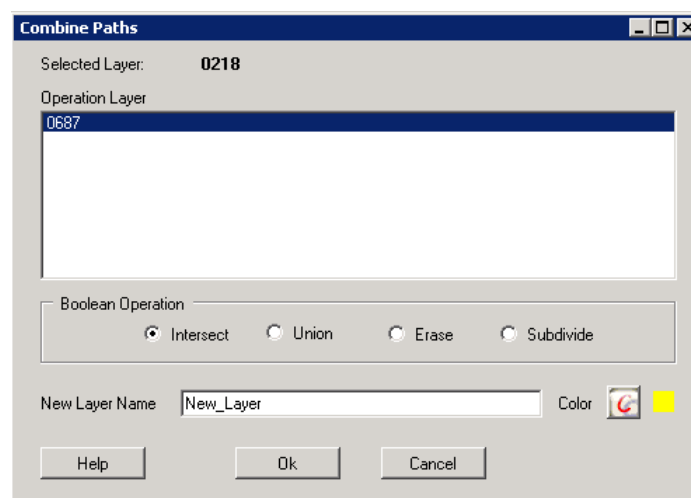 Combine Paths
Selected Layer: 0218
Operation Layer
0687
Boolean Operation
Intersect Union Erase Subdivide
New Layer Name New_Layer Color
Help Ok Cancel